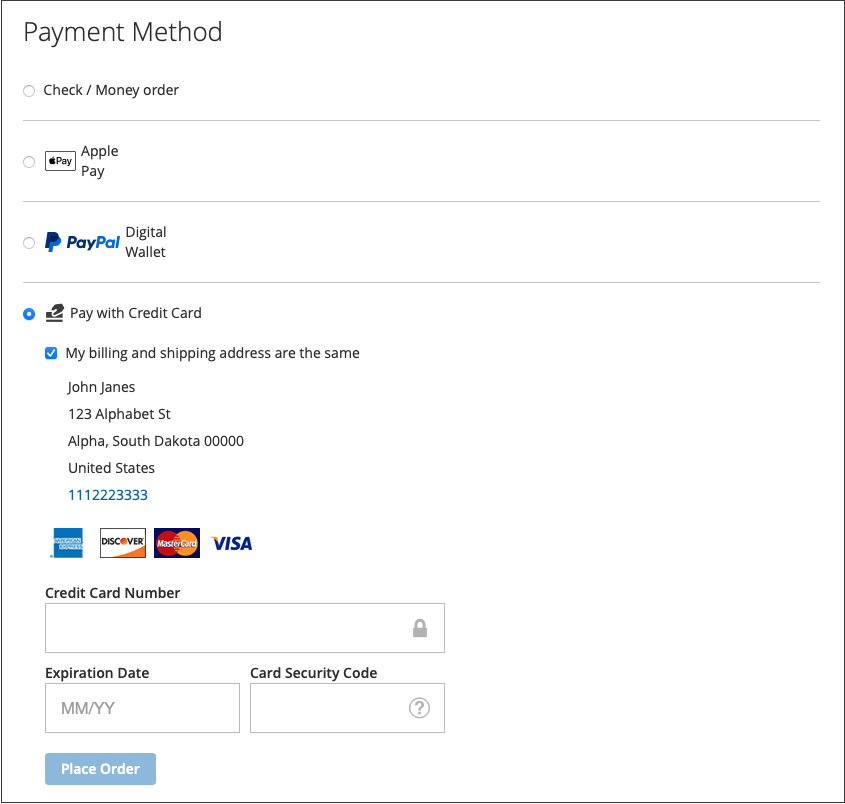 Payment Method
Check / Money order
Pay
Apple
Pay
PayPal
Digital
Wallet
Pay with Credit Card
My billing and shipping address are the same
John Janes
123 Alphabet St
Alpha, South Dakota 00000
United States
1112223333
AMERICAN
EXPRESS
DISCOVER
MasterCard
VISA
Credit Card Number
Expiration Date
Card Security Code
MM/YY
?
Place Order